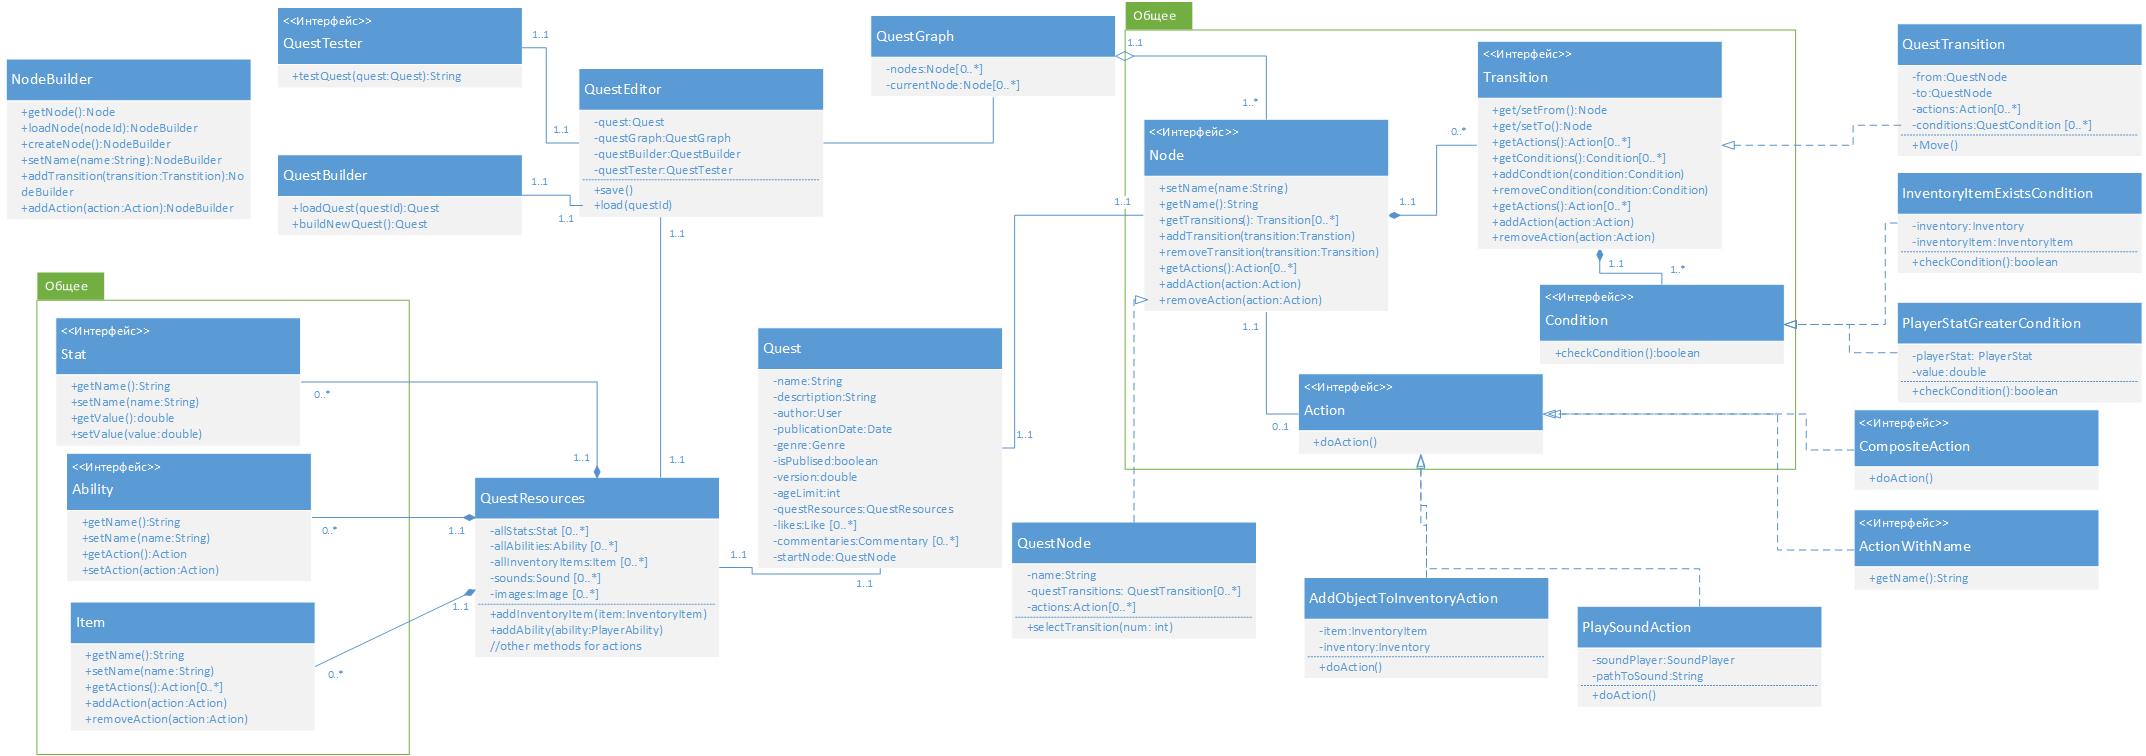 NodeBuilder
+getNode():Node
+loadNode(nodeId):NodeBuilder
+createNode():NodeBuilder
+setName(name:String):NodeBuilder
+addTransition(transition:Transtition):No
deBuilder
+addAction(action:Action):NodeBuilder
<<Интерфейс>>
QuestTester
+testQuest(quest:Quest):String
1..1
1..1
QuestBuilder
+loadQuest(questId):Quest
+buildNewQuest():Quest
1..1
1..1
QuestEditor
-quest:Quest
-questGraph:QuestGraph
-questBuilder:QuestBuilder
-questTester:QuestTester
+save()
+load(questId)
1..1
1..1
QuestGraph
-nodes:Node[0..*]
-currentNode:Node[0..*]
1..1
1..*
Общее
<<Интерфейс>>
Node
+setName(name:String)
+getName():String
+getTransitions(): Transition[0..*]
+addTransition(transition:Transtion)
+removeTransition(transition:Transition)
+getActions():Action[0..*]
+addAction(action:Action)
+removeAction(action:Action)
1..1
0..*
1..1
1..1
0..1
<<Интерфейс>>
Transition
+get/setFrom():Node
+get/setTo():Node
+getActions():Action[0..*]
+getConditions():Condition[0..*]
+addCondtion(condition:Condition)
+removeCondition(condition:Condition)
+getActions():Action[0..*]
+addAction(action:Action)
+removeAction(action:Action)
1..1
1..*
<<Интерфейс>>
Condition
+checkCondition():boolean
<<Интерфейс>>
Action
+doAction()
QuestTransition
-from:QuestNode
-to:QuestNode
-actions:Action[0..*]
-conditions:QuestCondition [0..*]
+Move()
InventoryItemExistsCondition
-inventory:Inventory
-inventoryItem:InventoryItem
+checkCondition():boolean
PlayerStatGreaterCondition
-playerStat: PlayerStat
-value:double
+checkCondition():boolean
<<Интерфейс>>
CompositeAction
+doAction()
<<Интерфейс>>
ActionWithName
+getName():String
Общее
<<Интерфейс>>
Stat
+getName():String
+setName(name:String)
+getValue():double
+setValue(value:double)
0..*
1..1
<<Интерфейс>>
Ability
+getName():String
+setName(name:String)
+getAction():Action
+setAction(action:Action)
0..*
1..1
Item
+getName():String
+setName(name:String)
+getActions():Action[0..*]
+addAction(action:Action)
+removeAction(action:Action)
0..*
1..1
QuestResources
-allStats:Stat [0..*]
-allAbilities:Ability [0..*]
-allInventoryItems:Item [0..*]
-sounds:Sound [0..*]
-images:Image [0..*]
+addInventoryItem(item:InventoryItem)
+addAbility(ability:PlayerAbility)
//other methods for actions
1..1
1..1
Quest
-name:String
-descrtiption:String
-author:User
-publicationDate:Date
-genre:Genre
-isPublised:boolean
-version:double
-ageLimit:int
-questResources:QuestResources
-likes:Like [0..*]
-commentaries:Commentary [0..*]
-startNode:QuestNode
1..1
QuestNode
-name:String
-questTransitions: QuestTransition[0..*]
-actions:Action[0..*]
+selectTransition(num: int)
AddObjectToInventoryAction
-item:InventoryItem
-inventory:Inventory
+doAction()
PlaySoundAction
-soundPlayer:SoundPlayer
-pathToSound:String
+doAction()